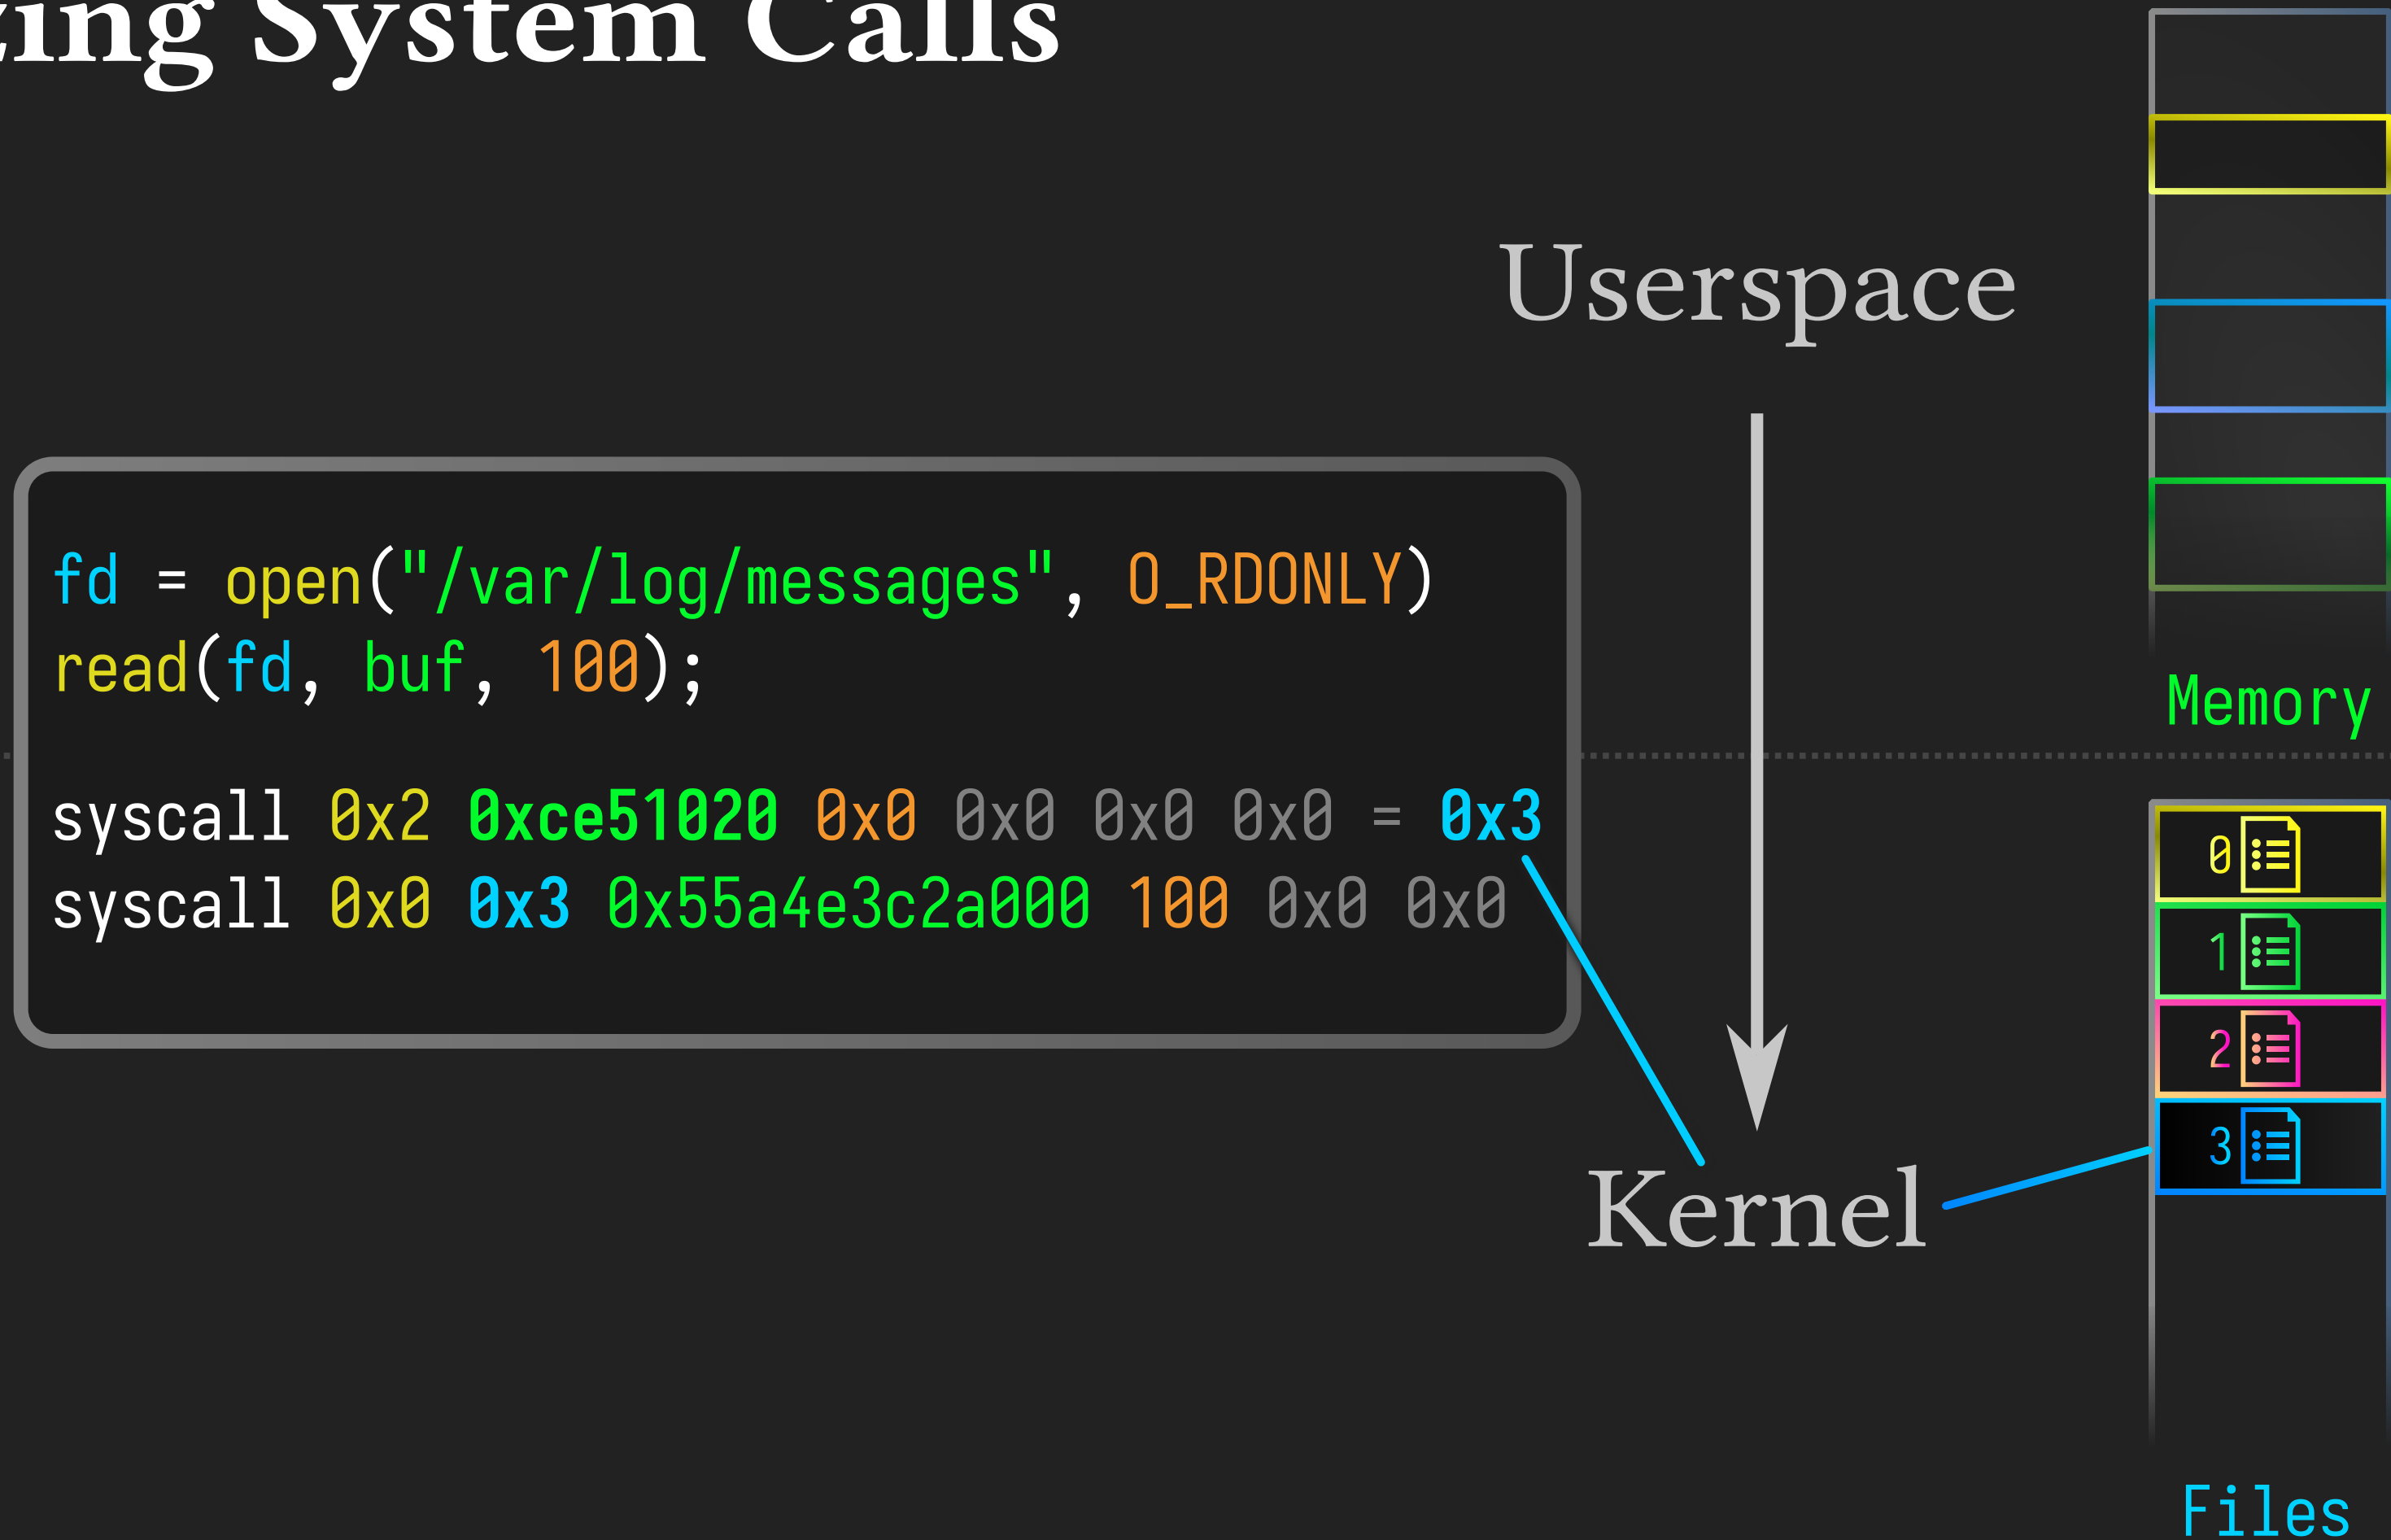 ing System Calls
Userspace
fd = open("/var/log/messages", O_RDONLY)
read(fd, buf, 100);
syscall 0x2 0xce51020 0x0 0x0 0x0 0x0 = 0x3
syscall 0x0 0x3 0x55a4e3c2a000 100 0x0 0x0
Memory
0
1
2
3
Kernel
Files